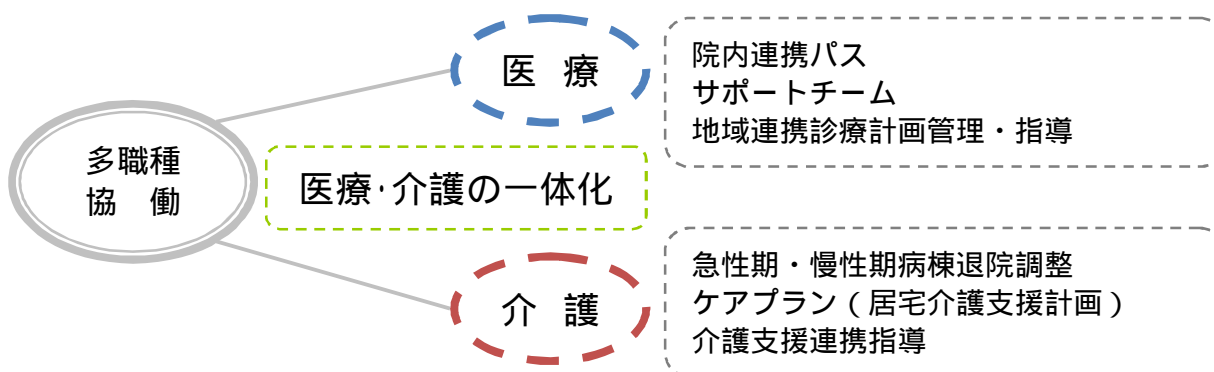 多職種
協 働
医 療
院内連携パス
サポートチーム
地域連携診療計画管理・指導
医療・介護の一体化
介 護
急性期・慢性期病棟退院調整
ケアプラン（居宅介護支援計画）
介護支援連携指導